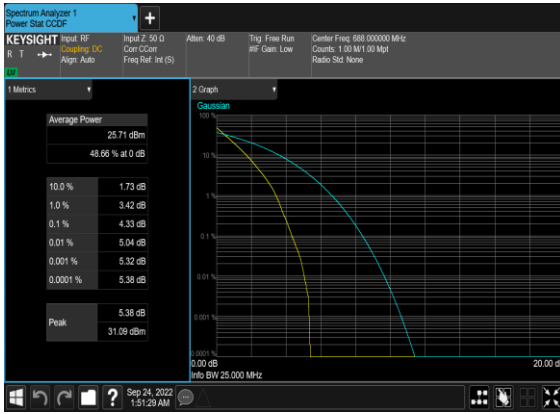 Spectrum Analyzer 1
Power Stat CCDF
+
KEYSIGHT
R T
LXI
Input: RF
Coupling: DC
Align: Auto
Input Z: 50 Ω
Corr CCorr
Freq Ref: Int (S)
Atten: 40 dB
Trig: Free Run
#IF Gain: Low
Center Freq: 688.000000 MHz
Counts: 1.00 M/1.00 Mpt
Radio Std: None
1 Metrics
Average Power
25.71 dBm
48.66 % at 0 dB
10.0 % 1.73 dB
1.0 % 3.42 dB
0.1 % 4.33 dB
0.01 % 5.04 dB
0.001 % 5.32 dB
0.0001 % 5.38 dB
Peak
5.38 dB
31.09 dBm
2 Graph
Gaussian
100 %
10 %
1 %
0.1 %
0.01 %
0.001 %
0.0001 %
0.00 dB
20.00 d
Info BW 25.000 MHz
?
Sep 24, 2022
1:51:29 AM